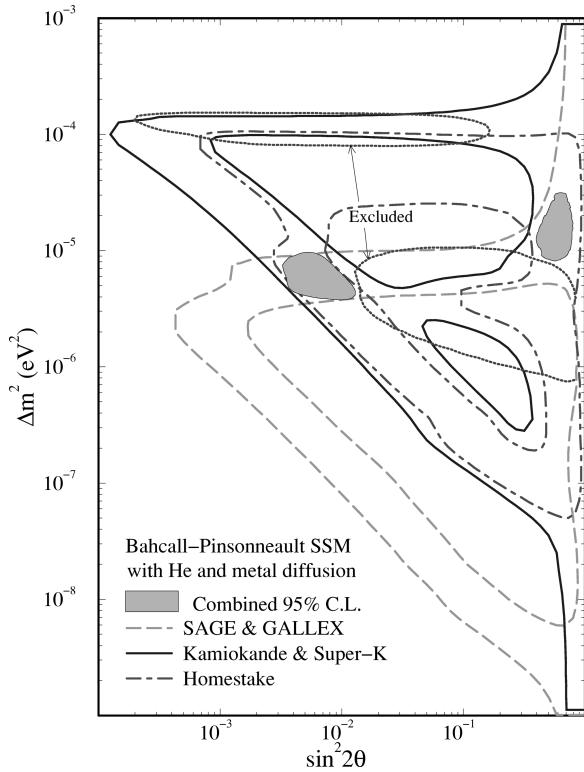 10⁻³
10⁻⁴
10⁻⁵
10⁻⁶
10⁻⁷
10⁻⁸
Δm² (eV²)
Excluded
Bahcall−Pinsonneault SSM
with He and metal diffusion
Combined 95% C.L.
SAGE & GALLEX
Kamiokande & Super−K
Homestake
10⁻³ 10⁻² 10⁻¹
sin²2θ